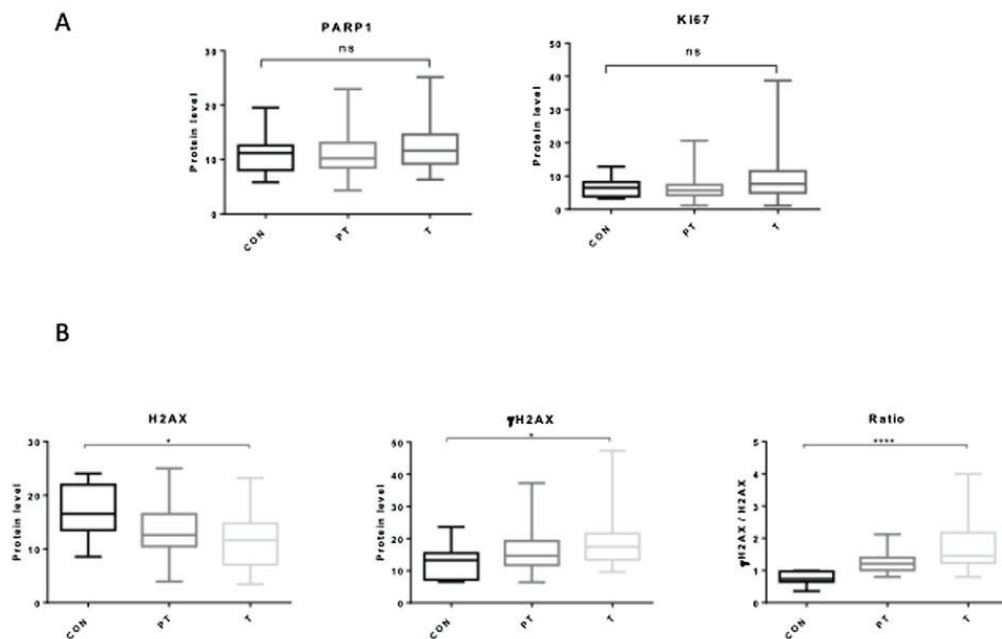 A
PARP1
ns
Protein level
30
20
10
0
CON
PT
T
Ki67
ns
Protein level
50
40
30
20
10
0
CON
PT
T
B
H2AX
*
Protein level
30
20
10
0
CON
PT
T
γH2AX
*
Protein level
50
40
30
20
10
0
CON
PT
T
Ratio
****
γH2AX / H2AX
5
4
3
2
1
0
CON
PT
T